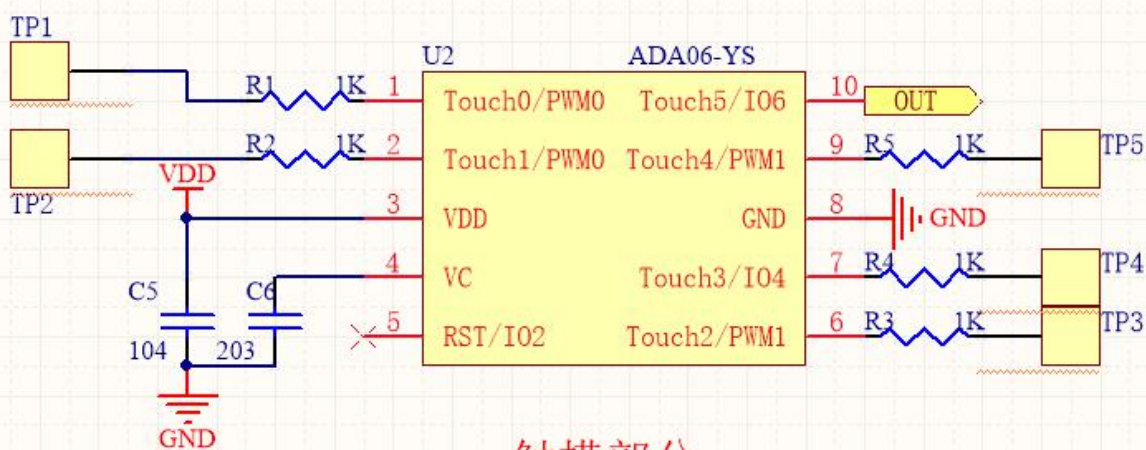 TP1
U2 ADA06-YS
R1 1K 1 Touch0/PWM0 Touch5/IO6 10 OUT
R2 1K 2 Touch1/PWM0 Touch4/PWM1 9 R5 1K TP5
TP2 VDD
3 VDD GND 8 GND
4 VC Touch3/IO4 7 R4 1K TP4
C5 C6
5 RST/IO2 Touch2/PWM1 6 R3 1K TP3
104 203
GND